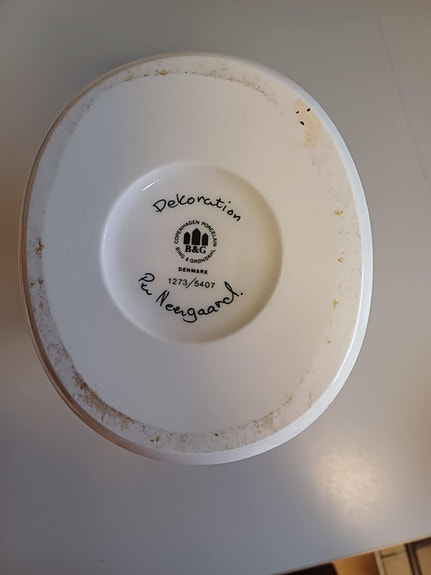 Dekoration
COPENHAGEN PORCELAIN
B&G
BING & GRØNDAHL
DENMARK
1273/5407
Per Neergaard.